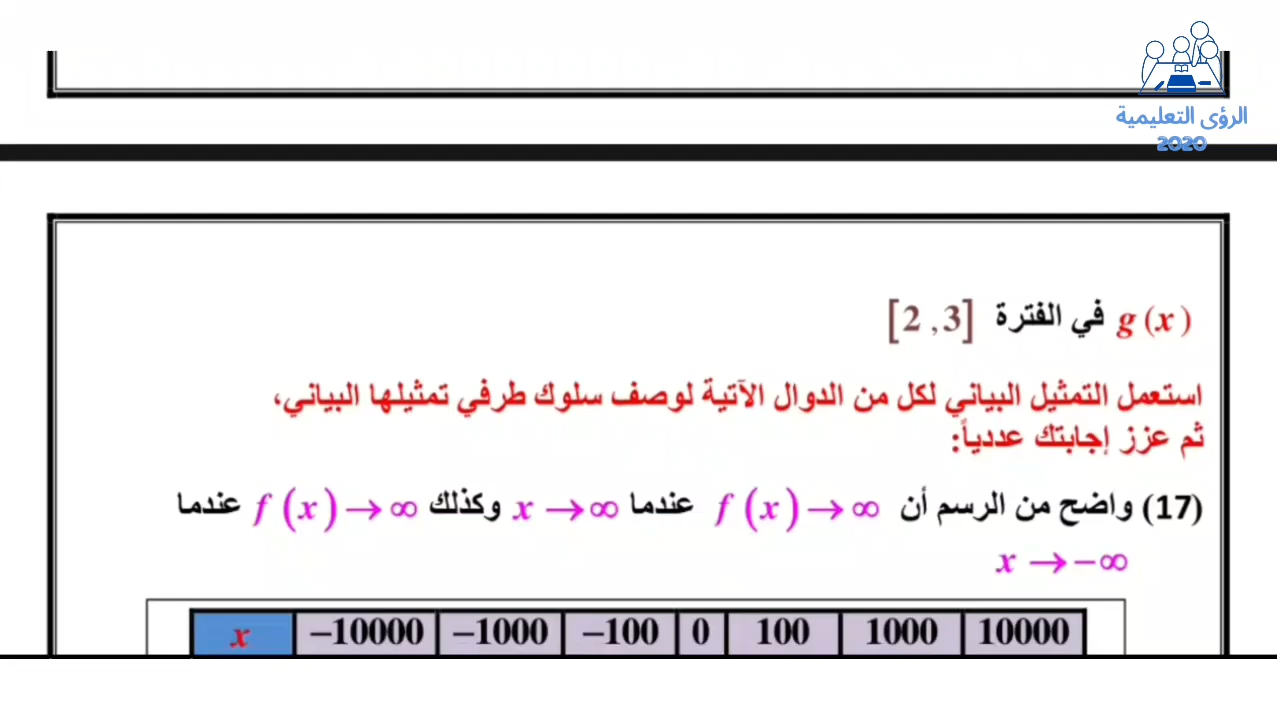 الرؤى التعليمية
2020
g (x) في الفترة [2 ,3]
استعمل التمثيل البياني لكل من الدوال الآتية لوصف سلوك طرفي تمثيلها البياني،
ثم عزز إجابتك عددياً:
(17) واضح من الرسم أن f (x) → ∞ عندما x → ∞ وكذلك f (x) → ∞ عندما
x → −∞
x −10000 −1000 −100 0 100 1000 10000